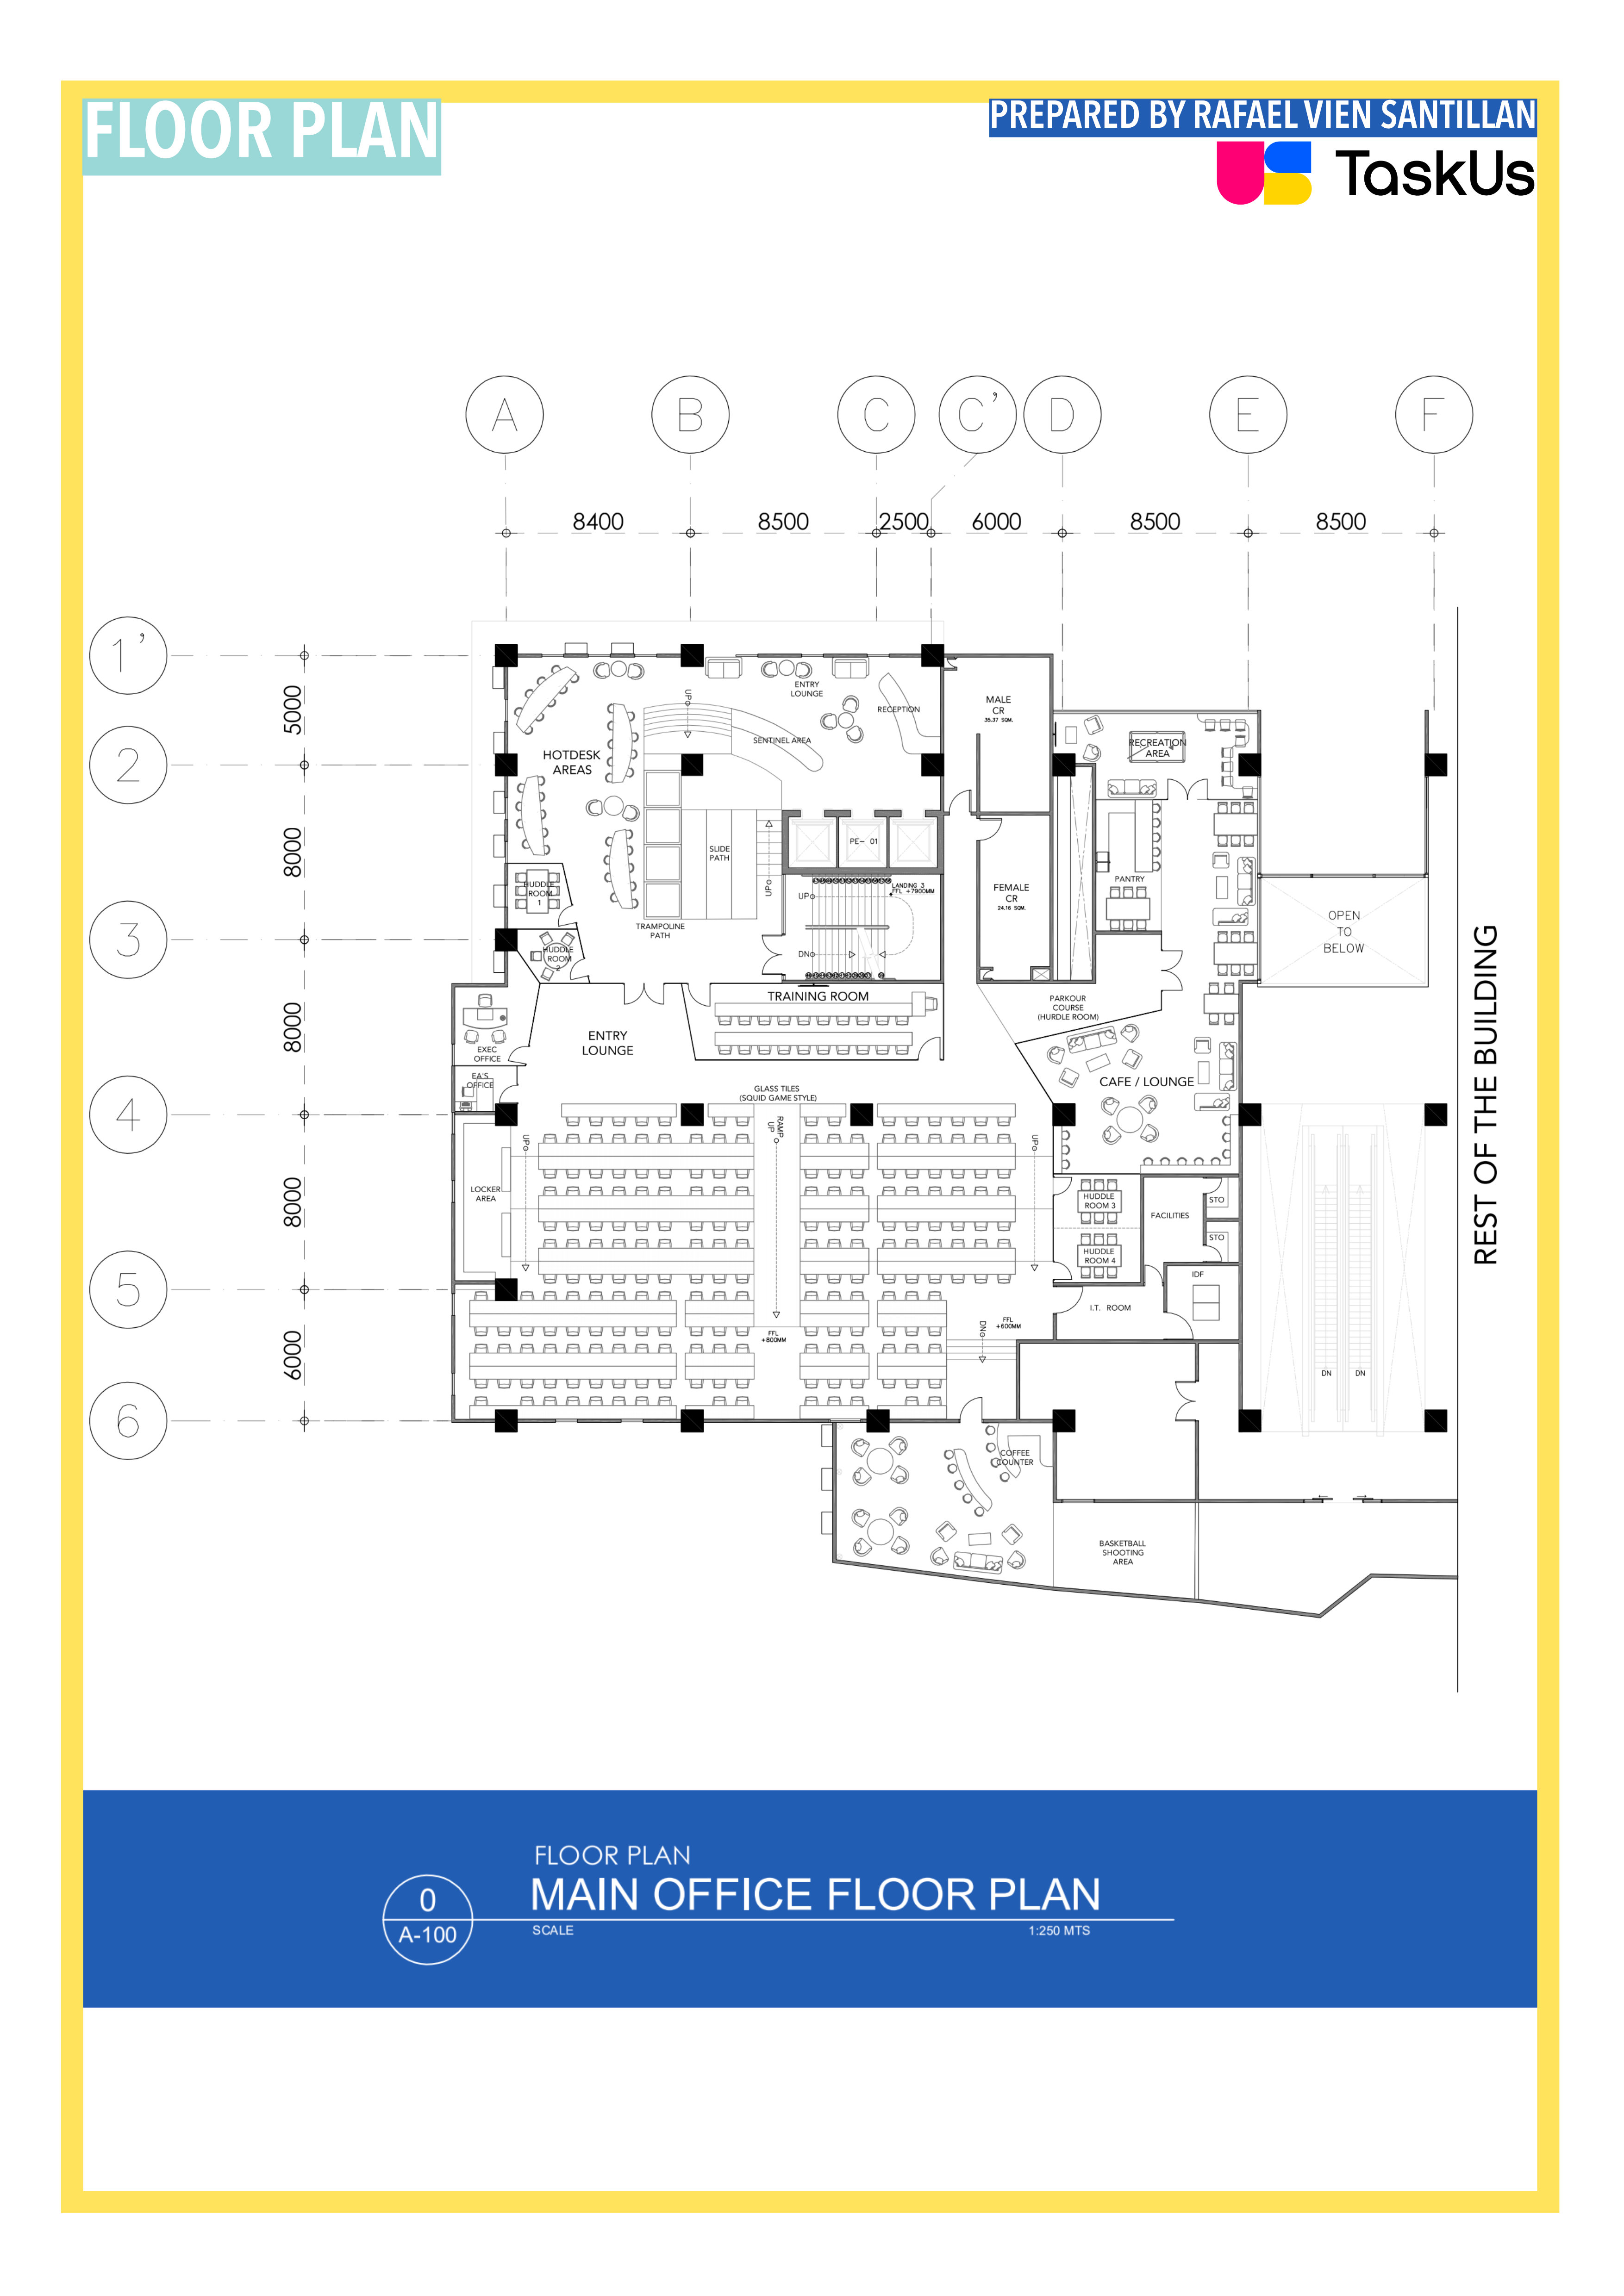 FLOOR PLAN
PREPARED BY RAFAEL VIEN SANTILLAN
TaskUs
A
B
C
C'
D
E
F
8400
8500
2500
6000
8500
8500
1'
2
3
4
5
6
5000
8000
8000
8000
6000
UP
ENTRY
LOUNGE
RECEPTION
SENTINEL AREA
HOTDESK
AREAS
MALE
CR
35.37 SQM.
RECREATION
AREA
SLIDE
PATH
UP
PE- 01
PANTRY
HUDDLE
ROOM
1
UP
LANDING 3
FFL +7900MM
FEMALE
CR
24.16 SQM.
OPEN
TO
BELOW
TRAMPOLINE
PATH
HUDDLE
ROOM
2
DN
TRAINING ROOM
PARKOUR
COURSE
(HURDLE ROOM)
REST OF THE BUILDING
ENTRY
LOUNGE
EXEC
OFFICE
EA'S
OFFICE
CAFE / LOUNGE
GLASS TILES
(SQUID GAME STYLE)
UP
RAMP
UP
UP
LOCKER
AREA
HUDDLE
ROOM 3
STO
FACILITIES
STO
HUDDLE
ROOM 4
IDF
I.T. ROOM
FFL
+800MM
DN
FFL
+600MM
DN
DN
COFFEE
COUNTER
BASKETBALL
SHOOTING
AREA
FLOOR PLAN
0
MAIN OFFICE FLOOR PLAN
A-100
SCALE
1:250 MTS